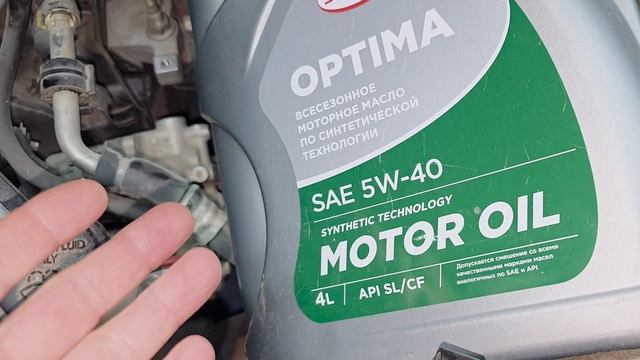 OPTIMA
ВСЕСЕЗОННОЕ
МОТОРНОЕ МАСЛО
ПО СИНТЕТИЧЕСКОЙ
ТЕХНОЛОГИИ
SAE 5W-40
SYNTHETIC TECHNOLOGY
MOTOR OIL
4L
API SL/CF
Допускается смешение со всеми
качественными марками масел
аналогичных по SAE и API
FLUID